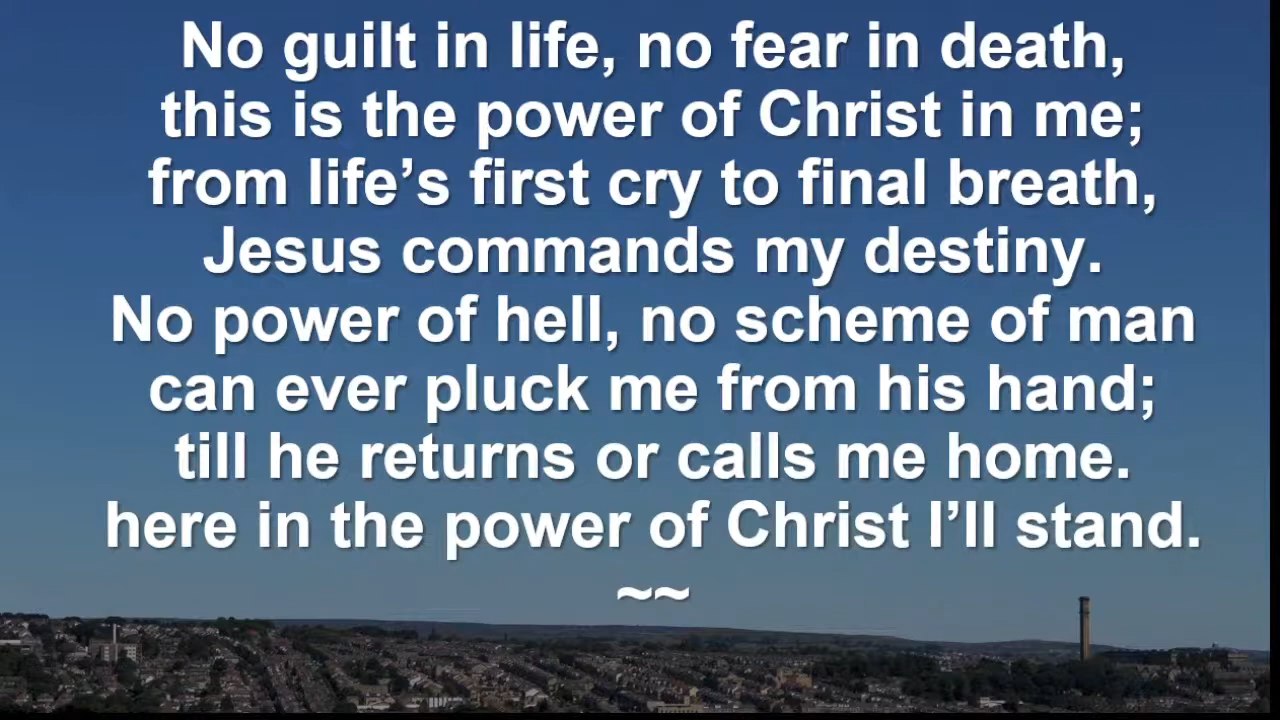 No guilt in life, no fear in death,
this is the power of Christ in me;
from life’s first cry to final breath,
Jesus commands my destiny.
No power of hell, no scheme of man
can ever pluck me from his hand;
till he returns or calls me home.
here in the power of Christ I’ll stand.
~~